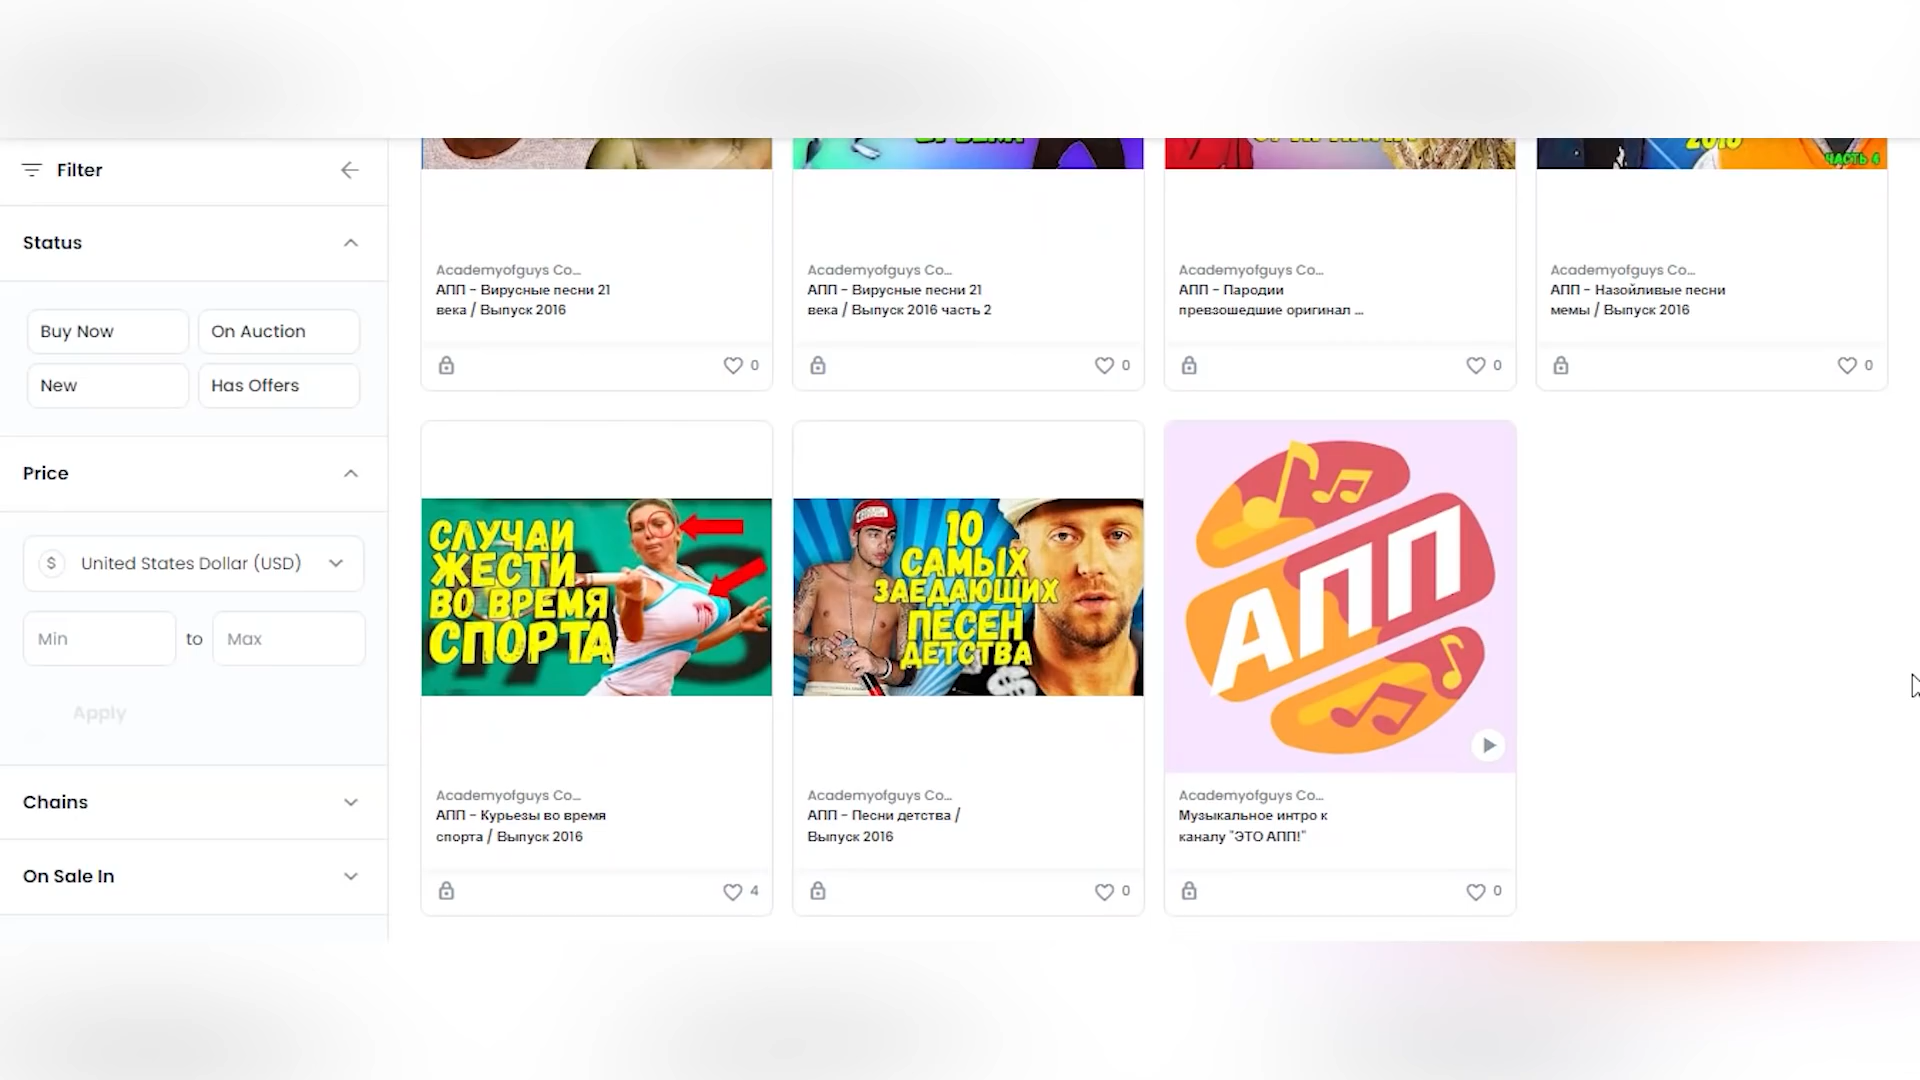 Filter
Status
Buy Now
On Auction
New
Has Offers
Price
$ United States Dollar (USD)
Min to Max
Apply
Chains
On Sale In
2016
ЧАСТЬ 4
Academyofguys Co...
АПП - Вирусные песни 21
века / Выпуск 2016
0
Academyofguys Co...
АПП - Вирусные песни 21
века / Выпуск 2016 часть 2
0
Academyofguys Co...
АПП - Пародии
превзошедшие оригинал ...
0
Academyofguys Co...
АПП - Назойливые песни
мемы / Выпуск 2016
0
СЛУЧАИ
ЖЕСТИ
ВО ВРЕМЯ
СПОРТА
Academyofguys Co...
АПП - Курьезы во время
спорта / Выпуск 2016
4
10
САМЫХ
ЗАЕДАЮЩИХ
ПЕСЕН
ДЕТСТВА
$
Academyofguys Co...
АПП - Песни детства /
Выпуск 2016
0
АПП
Academyofguys Co...
Музыкальное интро к
каналу "ЭТО АПП!"
0